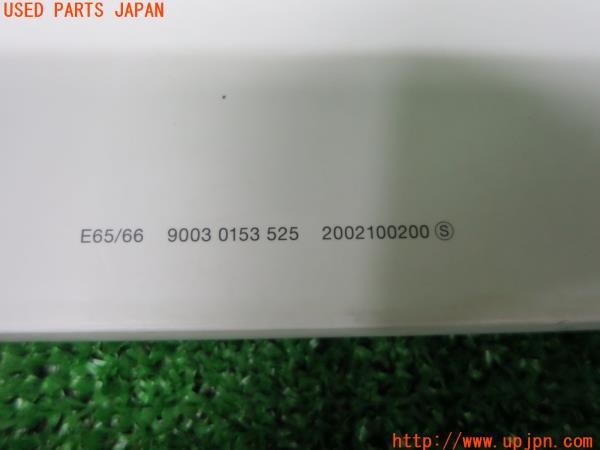 USED PARTS JAPAN
E65/66 9003 0153 525 2002100200 Ⓢ
http://www.upjpn.com/